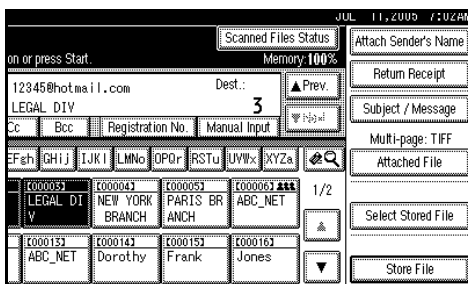 JUL 11,2005 7:02AM
Scanned Files Status
Attach Sender's Name
on or press Start.
Memory:100%
Return Receipt
12345@hotmail.com
Dest.:
▲Prev.
LEGAL DIV
3
Subject / Message
Cc
Bcc
Registration No.
Manual Input
Multi-page: TIFF
Attached File
EFgh
GHij
IJKl
LMNo
OPQr
RSTu
UVWx
XYZa
[00003]
LEGAL DI
V
[00004]
NEW YORK
BRANCH
[00005]
PARIS BR
ANCH
[00006]
ABC_NET
1/2
Select Stored File
[00013]
ABC_NET
[00014]
Dorothy
[00015]
Frank
[00016]
Jones
▼
Store File